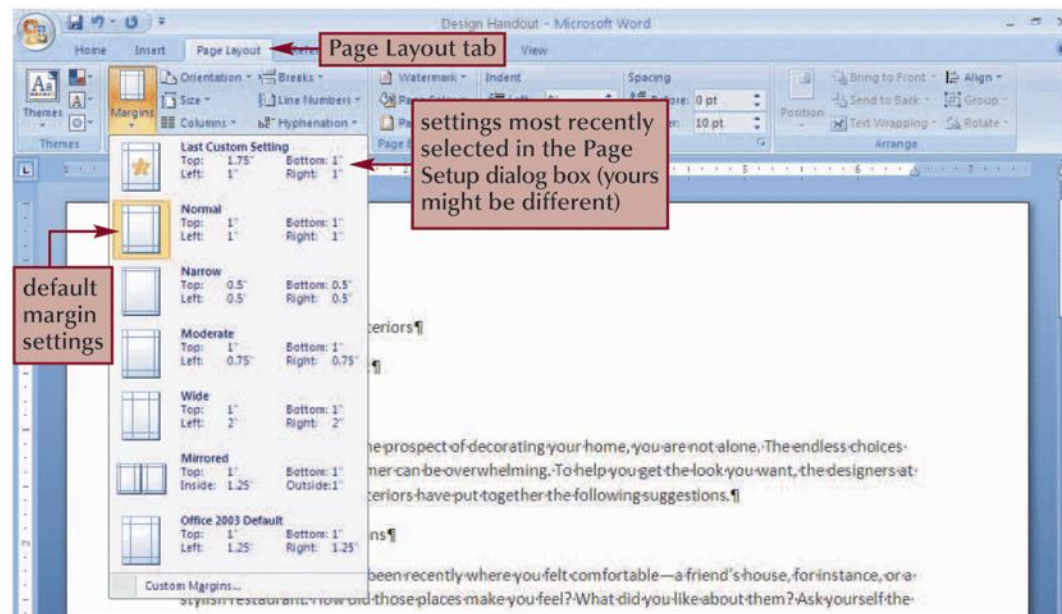 Design Handout - Microsoft Word
Home Insert Page Layout View
Page Layout tab
Themes
Margins
Orientation
Size
Columns
Breaks
Line Numbers
Hyphenation
Watermark
Indent
Spacing
0 pt
10 pt
Position
Bring to Front
Send to Back
Text Wrapping
Align
Group
Rotate
Themes
Arrange
settings most recently
selected in the Page
Setup dialog box (yours
might be different)
default
margin
settings
Last Custom Setting
Top: 1.75" Bottom: 1"
Left: 1" Right: 1"
Normal
Top: 1" Bottom: 1"
Left: 1" Right: 1"
Narrow
Top: 0.5" Bottom: 0.5"
Left: 0.5" Right: 0.5"
Moderate
Top: 1" Bottom: 1"
Left: 0.75" Right: 0.75"
Wide
Top: 1" Bottom: 1"
Left: 2" Right: 2"
Mirrored
Top: 1" Bottom: 1"
Inside: 1.25" Outside: 1"
Office 2003 Default
Top: 1" Bottom: 1"
Left: 1.25" Right: 1.25"
Custom Margins...
eriors¶
¶
he·prospect·of·decorating·your·home,·you·are·not·alone.·The·endless·choices·
mer·can·be·overwhelming.·To·help·you·get·the·look·you·want,·the·designers·at·
eriors·have·put·together·the·following·suggestions.¶
ns¶
been·recently·where·you·felt·comfortable—a·friend's·house,·for·instance,·or·a·
stylish·restaurant.·How·did·those·places·make·you·feel?·What·did·you·like·about·them?·Ask·yourself·the·